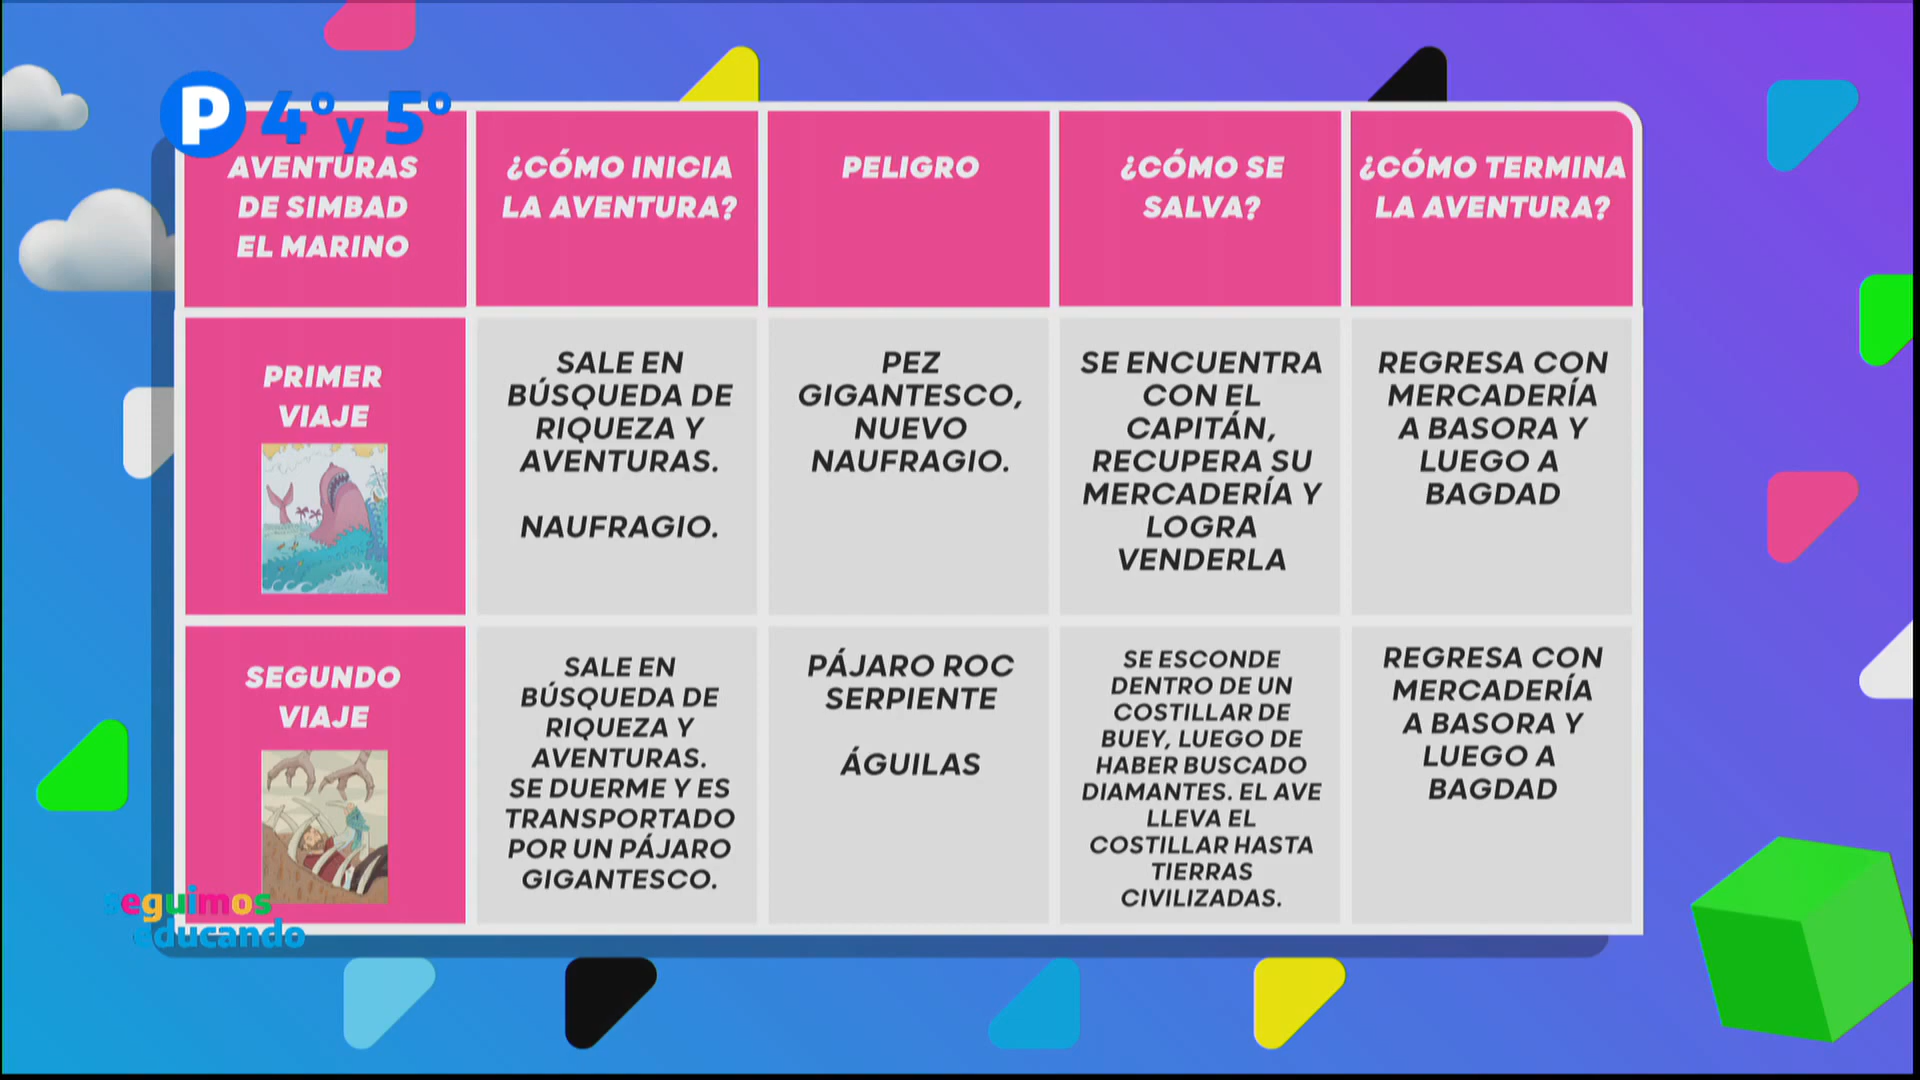 P 4º y 5º
AVENTURAS
DE SIMBAD
EL MARINO
¿CÓMO INICIA
LA AVENTURA?
PELIGRO
¿CÓMO SE
SALVA?
¿CÓMO TERMINA
LA AVENTURA?
PRIMER
VIAJE
SALE EN
BÚSQUEDA DE
RIQUEZA Y
AVENTURAS.
NAUFRAGIO.
PEZ
GIGANTESCO,
NUEVO
NAUFRAGIO.
SE ENCUENTRA
CON EL
CAPITÁN,
RECUPERA SU
MERCADERÍA Y
LOGRA
VENDERLA
REGRESA CON
MERCADERÍA
A BASORA Y
LUEGO A
BAGDAD
SEGUNDO
VIAJE
SALE EN
BÚSQUEDA DE
RIQUEZA Y
AVENTURAS.
SE DUERME Y ES
TRANSPORTADO
POR UN PÁJARO
GIGANTESCO.
PÁJARO ROC
SERPIENTE
ÁGUILAS
SE ESCONDE
DENTRO DE UN
COSTILLAR DE
BUEY, LUEGO DE
HABER BUSCADO
DIAMANTES. EL AVE
LLEVA EL
COSTILLAR HASTA
TIERRAS
CIVILIZADAS.
REGRESA CON
MERCADERÍA
A BASORA Y
LUEGO A
BAGDAD
seguimos
educando